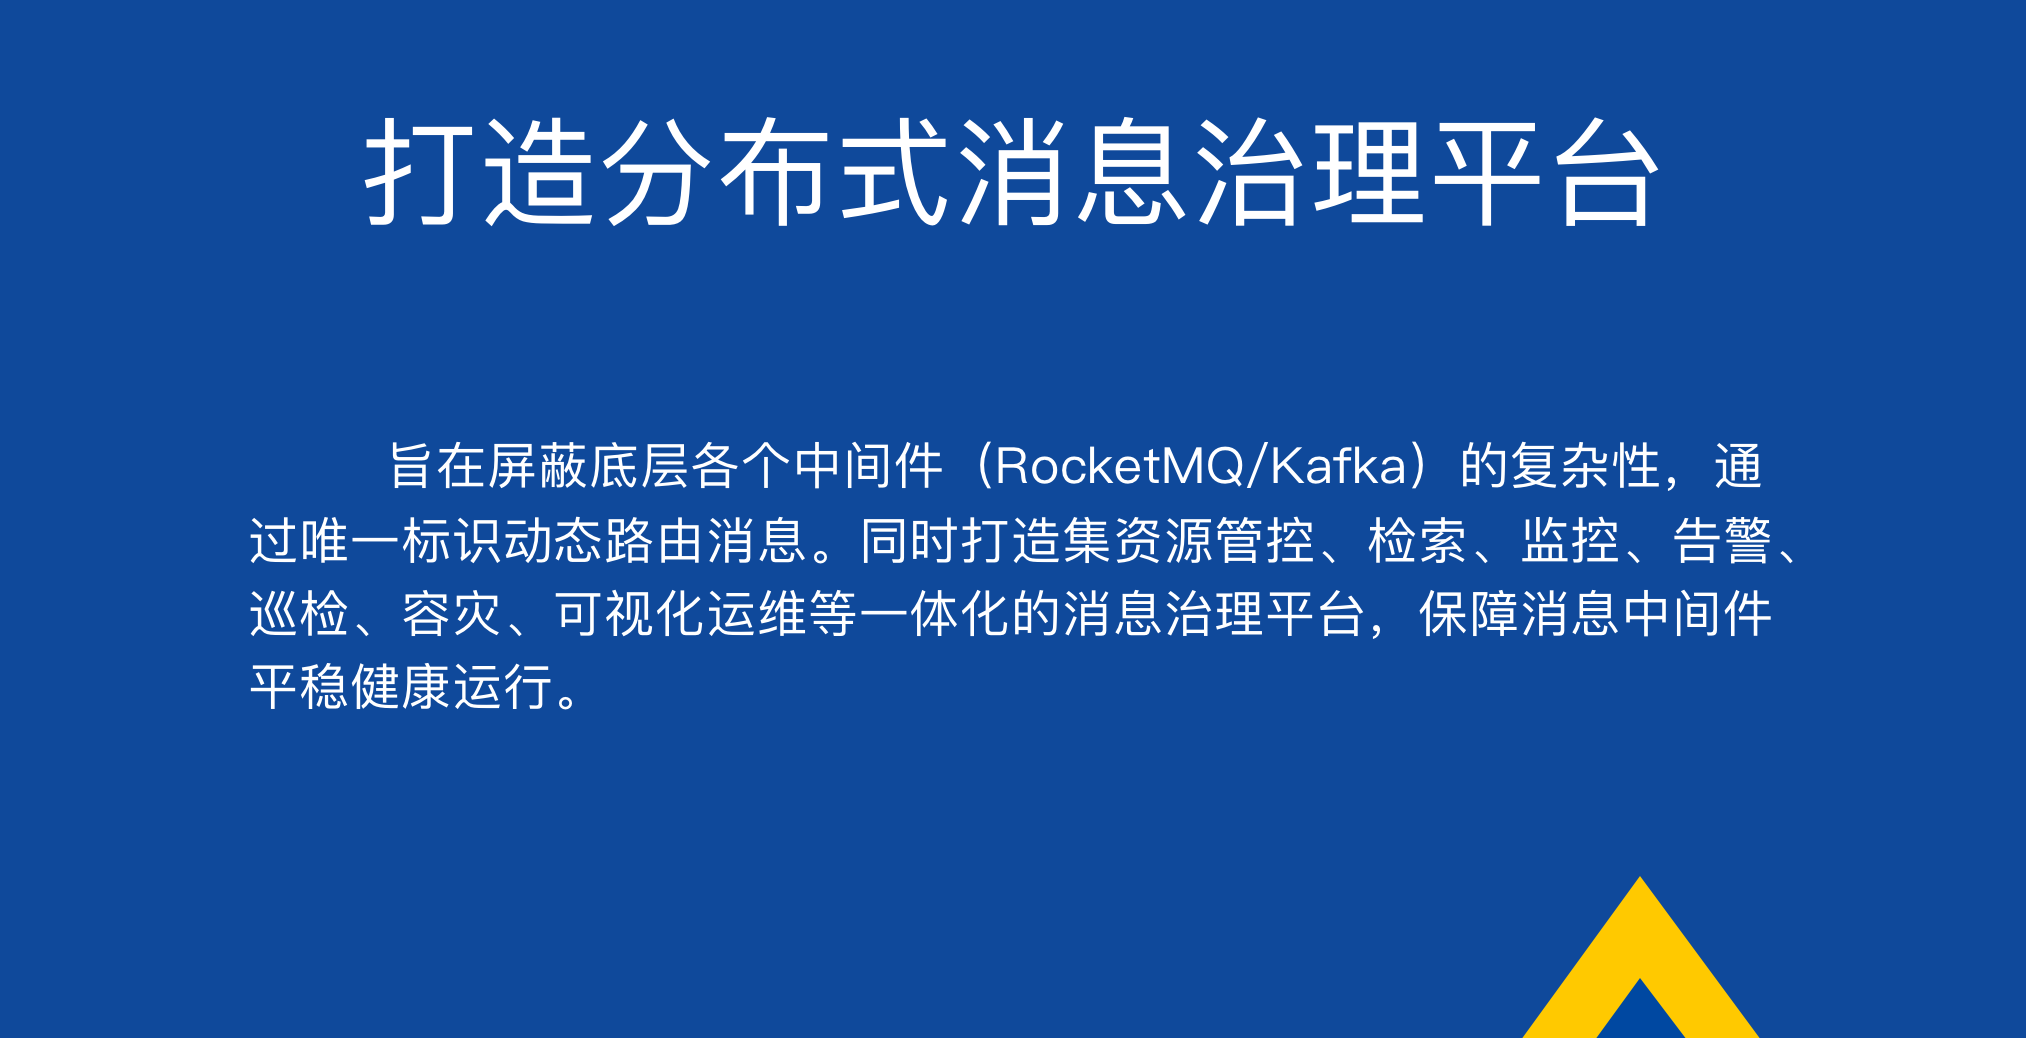 打造分布式消息治理平台
旨在屏蔽底层各个中间件（RocketMQ/Kafka）的复杂性，通
过唯一标识动态路由消息。同时打造集资源管控、检索、监控、告警、
巡检、容灾、可视化运维等一体化的消息治理平台，保障消息中间件
平稳健康运行。